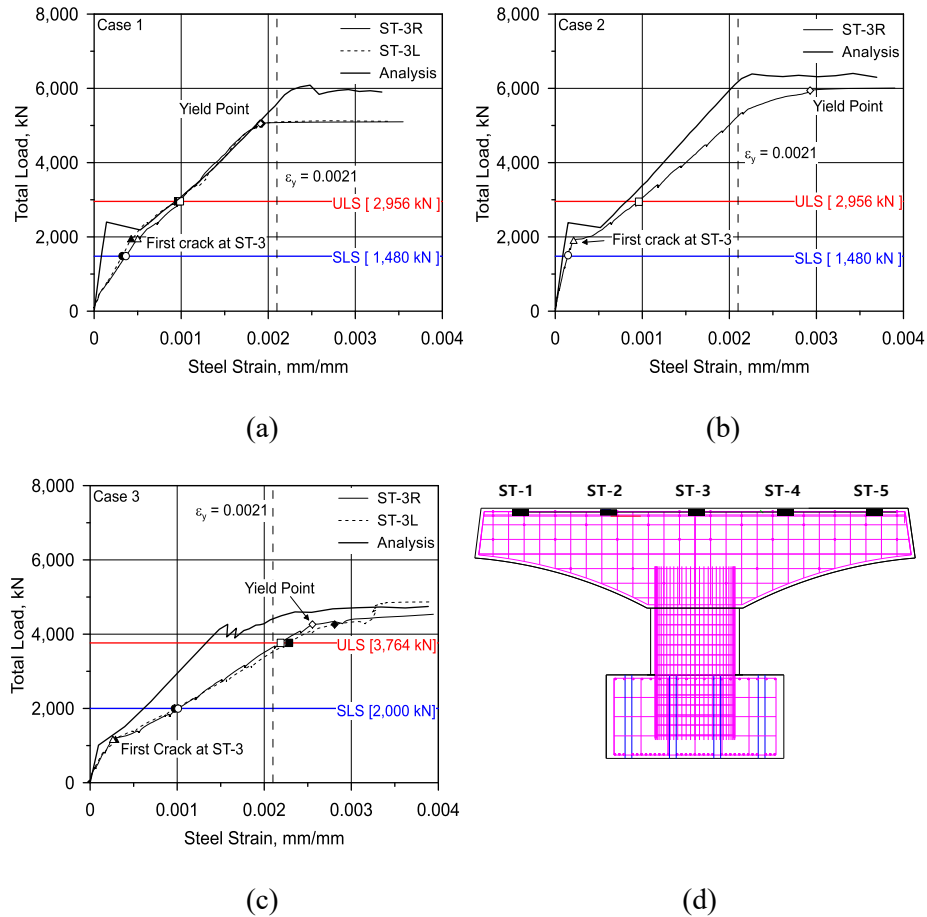 Case 1
ST-3R
ST-3L
Analysis
8,000
6,000
4,000
2,000
0
Total Load, kN
Yield Point
εy = 0.0021
ULS [ 2,956 kN ]
First crack at ST-3
SLS [ 1,480 kN ]
0 0.001 0.002 0.003 0.004
Steel Strain, mm/mm
(a)
Case 2
ST-3R
Analysis
8,000
6,000
4,000
2,000
0
Total Load, kN
Yield Point
εy = 0.0021
ULS [ 2,956 kN ]
First crack at ST-3
SLS [ 1,480 kN ]
0 0.001 0.002 0.003 0.004
Steel Strain, mm/mm
(b)
Case 3
ST-3R
ST-3L
Analysis
8,000
6,000
4,000
2,000
0
Total Load, kN
εy = 0.0021
Yield Point
ULS [3,764 kN]
SLS [2,000 kN]
First Crack at ST-3
0 0.001 0.002 0.003 0.004
Steel Strain, mm/mm
(c)
ST-1 ST-2 ST-3 ST-4 ST-5
(d)